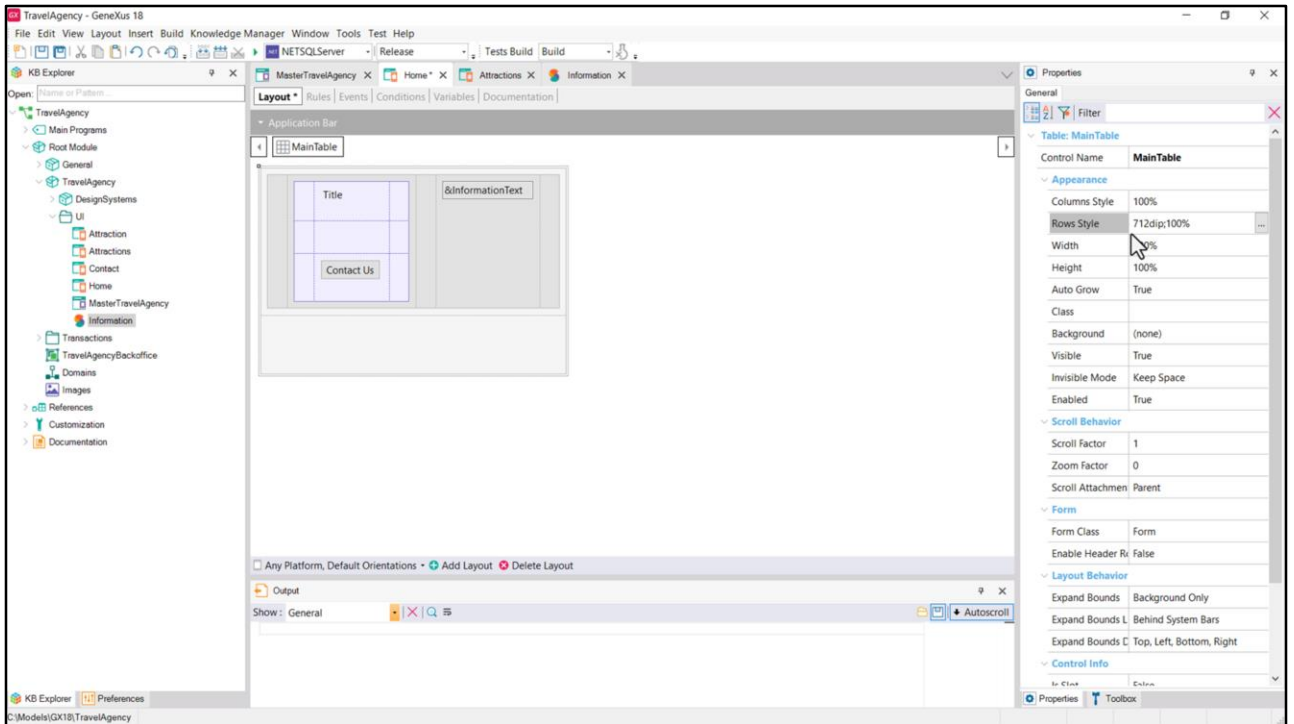 TravelAgency - GeneXus 18
File Edit View Layout Insert Build Knowledge Manager Window Tools Test Help
NETSQLServer Release Tests Build Build
KB Explorer
Open: Name or Pattern...
TravelAgency
Main Programs
Root Module
General
TravelAgency
DesignSystems
UI
Attraction
Attractions
Contact
Home
MasterTravelAgency
Information
Transactions
TravelAgencyBackoffice
Domains
Images
References
Customization
Documentation
KB Explorer Preferences
C:\Models\GX18\TravelAgency
MasterTravelAgency Home* Attractions Information
Layout * Rules Events Conditions Variables Documentation
Application Bar
MainTable
Title &InformationText
Contact Us
Any Platform, Default Orientations Add Layout Delete Layout
Output
Show: General Autoscroll
Properties
General
Filter
Table: MainTable
Control Name MainTable
Appearance
Columns Style 100%
Rows Style 712dip;100% ...
Width
Height 100%
Auto Grow True
Class
Background (none)
Visible True
Invisible Mode Keep Space
Enabled True
Scroll Behavior
Scroll Factor 1
Zoom Factor 0
Scroll Attachmen Parent
Form
Form Class Form
Enable Header Ro False
Layout Behavior
Expand Bounds Background Only
Expand Bounds L Behind System Bars
Expand Bounds D Top, Left, Bottom, Right
Control Info
Is Slot False
Properties Toolbox